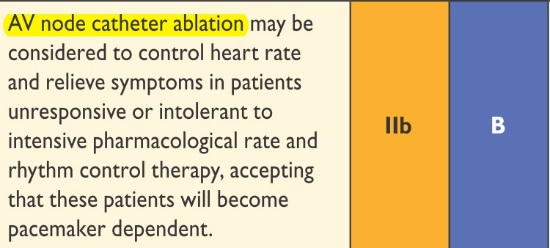 AV node catheter ablation may be
considered to control heart rate
and relieve symptoms in patients
unresponsive or intolerant to
intensive pharmacological rate and
rhythm control therapy, accepting
that these patients will become
pacemaker dependent.
IIb
B